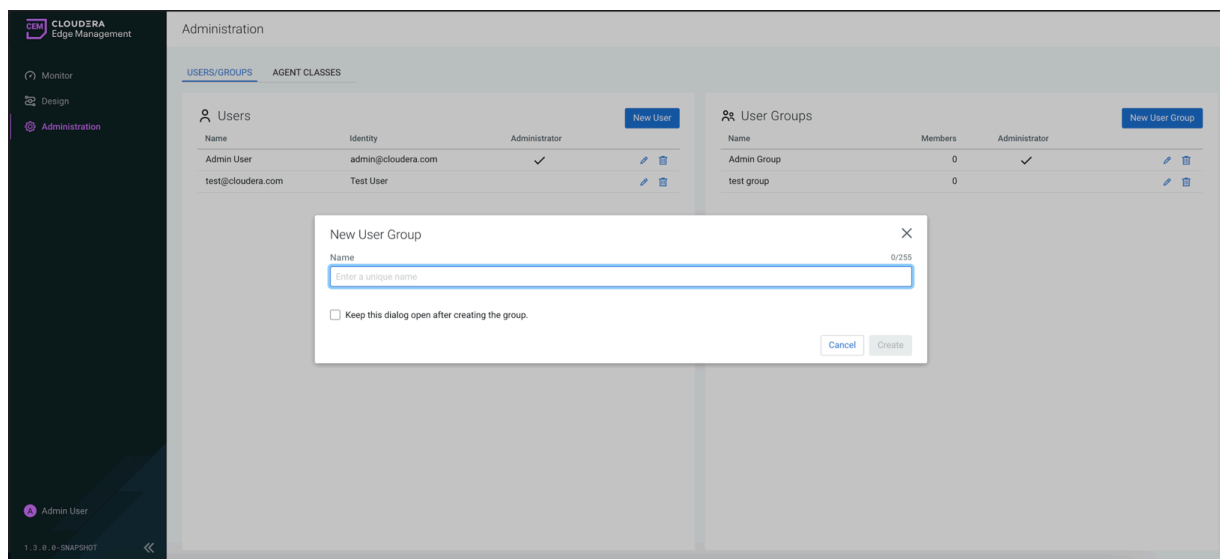 CEM CLOUDERA
Edge Management
Administration
Monitor
Design
Administration
USERS/GROUPS AGENT CLASSES
Users New User
Name Identity Administrator
Admin User admin@cloudera.com
test@cloudera.com Test User
User Groups New User Group
Name Members Administrator
Admin Group 0
test group 0
New User Group
Name 0/255
Enter a unique name
Keep this dialog open after creating the group.
Cancel Create
A Admin User
1.3.0.0-SNAPSHOT